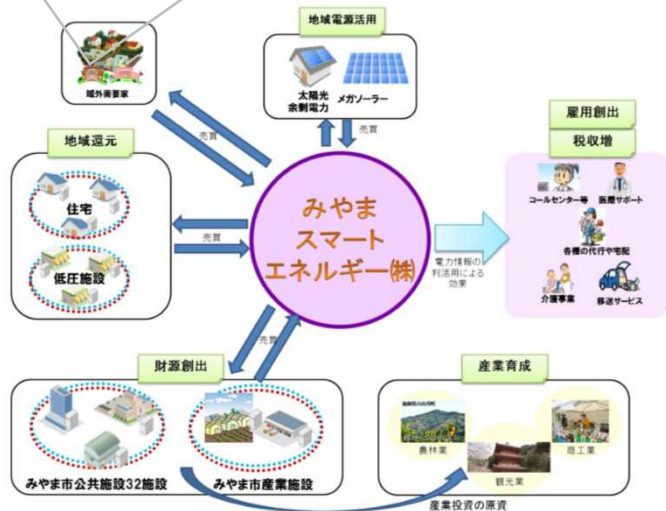 地域電源活用
太陽光
余剰電力
メガソーラー
域外需要家
売買
売買
地域還元
住宅
低圧施設
売買
みやま
スマート
エネルギー㈱
電力情報の
利活用による
効果
雇用創出
税収増
コールセンター等
医療サポート
各種の代行や宅配
介護事業
移送サービス
売買
財源創出
みやま市公共施設32施設
みやま市産業施設
産業育成
農林業
観光業
商工業
産業投資の原資